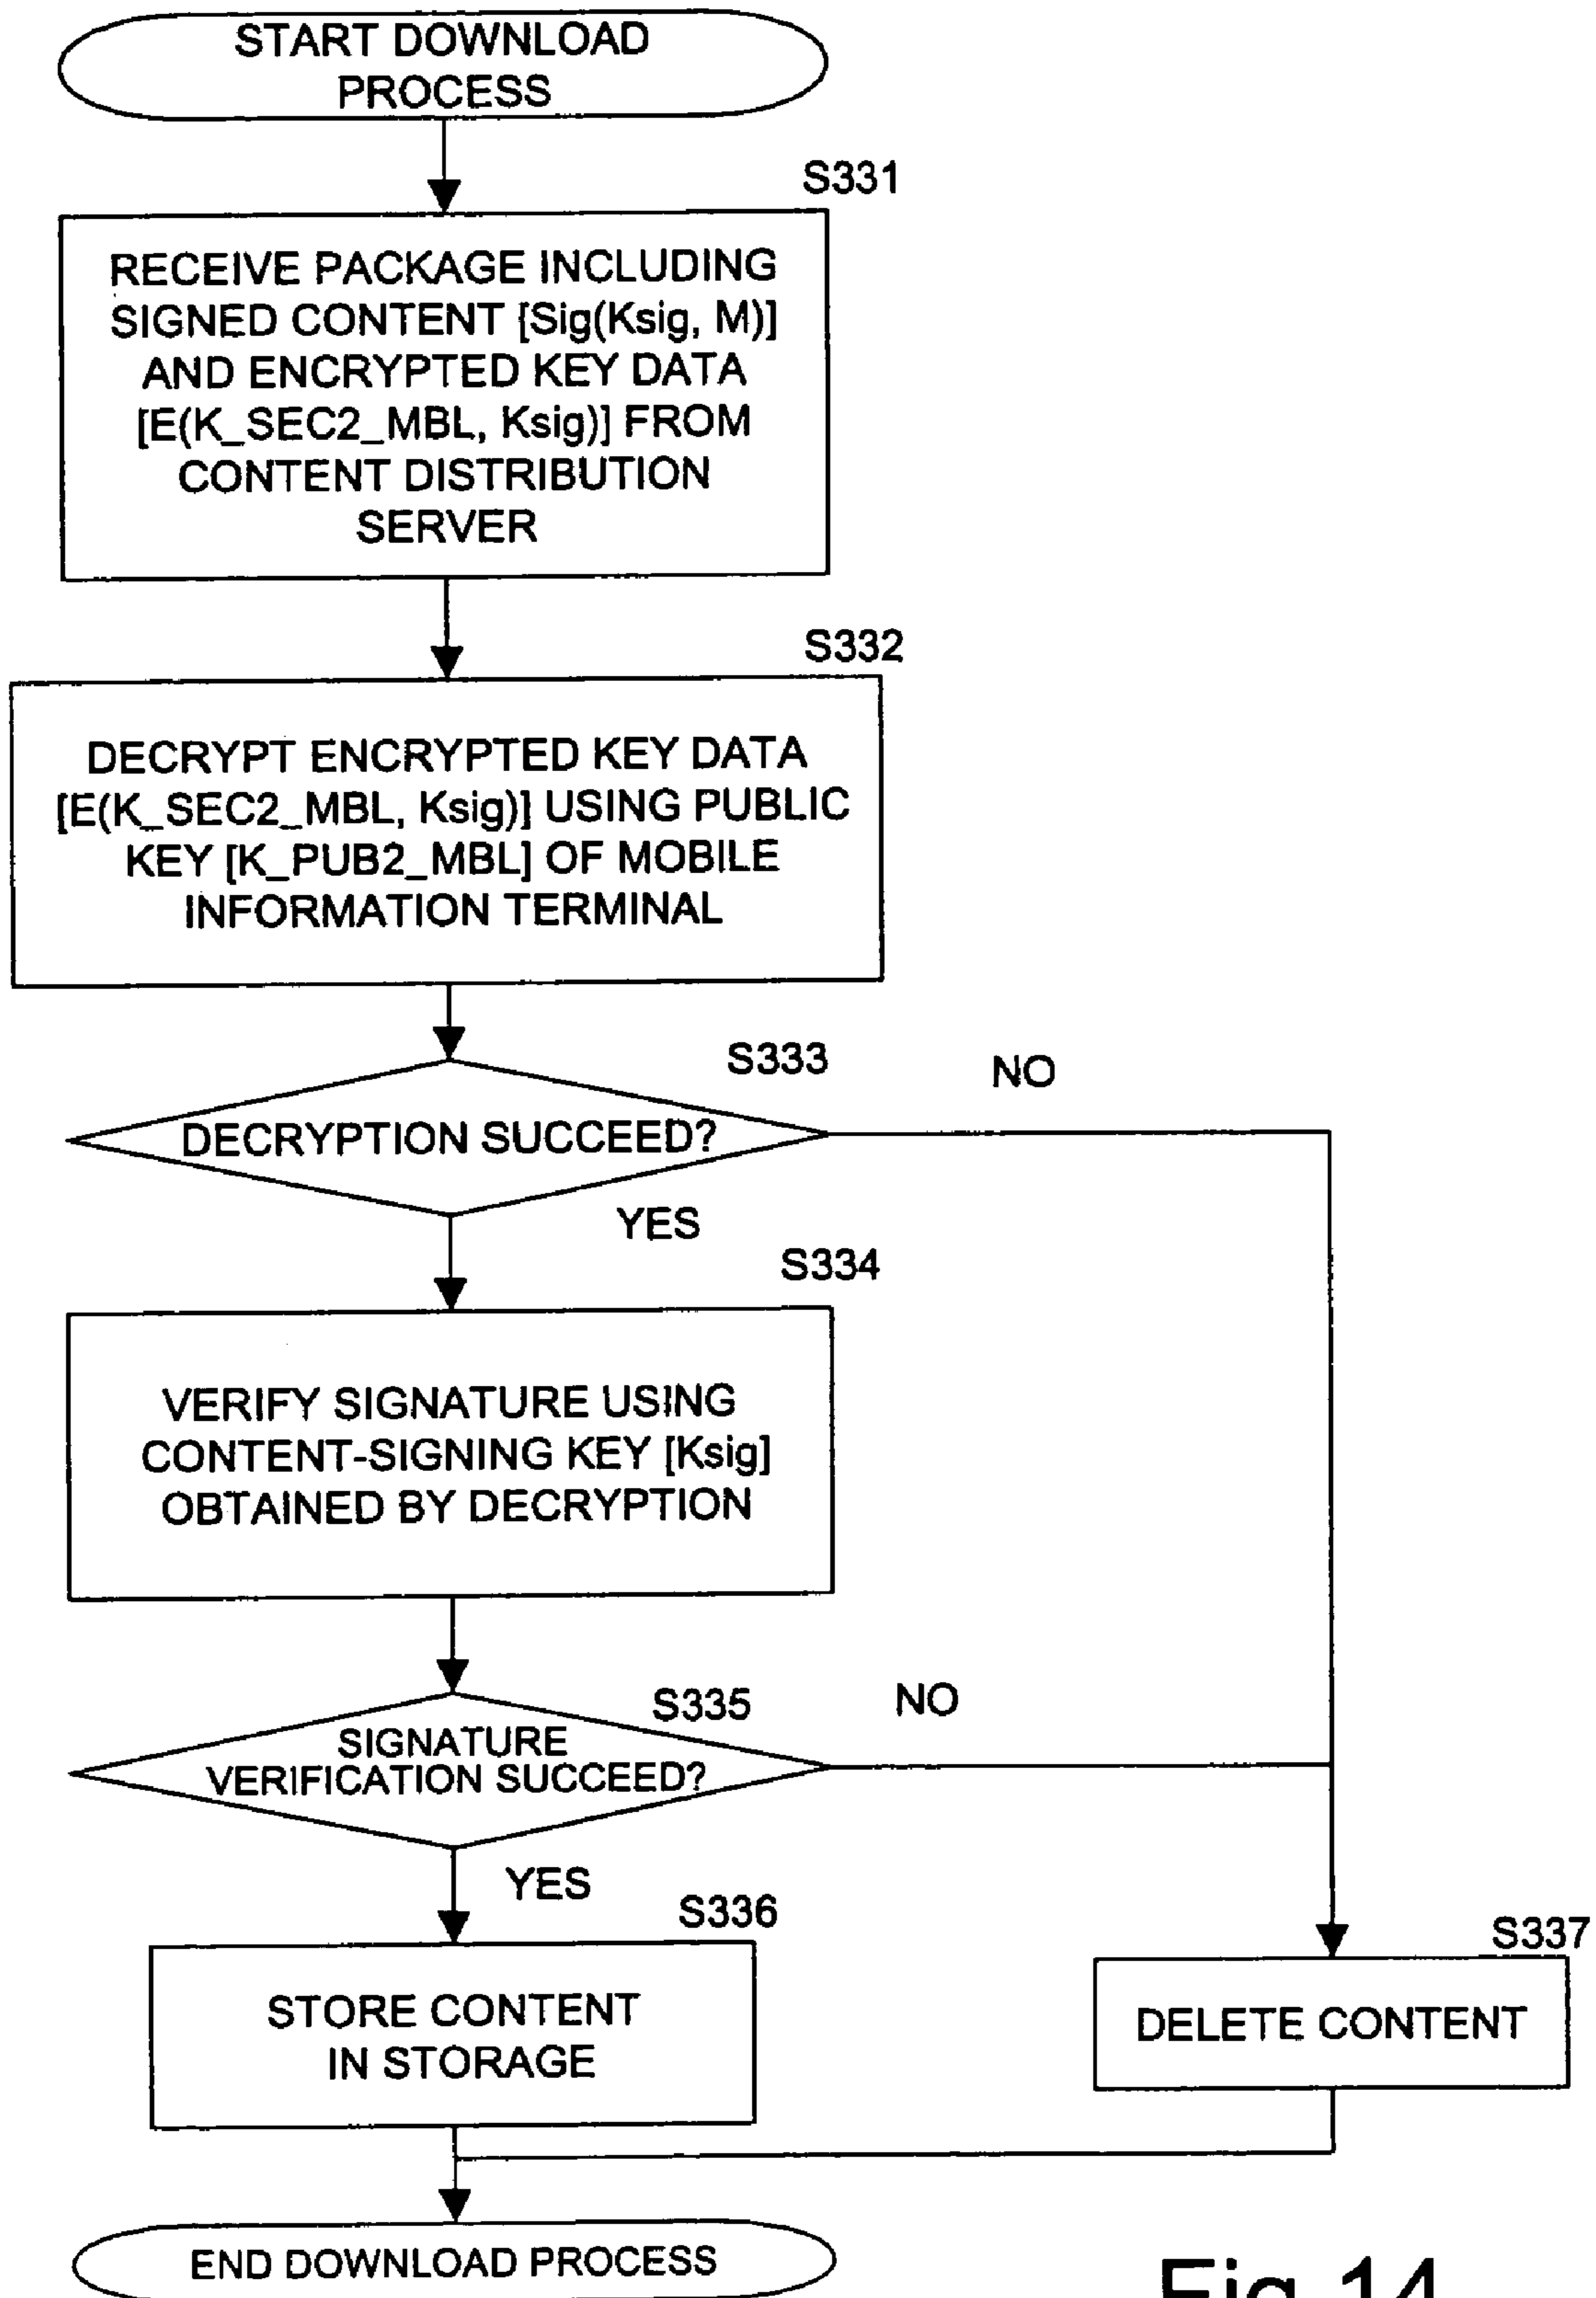 START DOWNLOAD
PROCESS
S331
RECEIVE PACKAGE INCLUDING
SIGNED CONTENT [Sig(Ksig, M)]
AND ENCRYPTED KEY DATA
[E(K_SEC2_MBL, Ksig)] FROM
CONTENT DISTRIBUTION
SERVER
S332
DECRYPT ENCRYPTED KEY DATA
[E(K_SEC2_MBL, Ksig)] USING PUBLIC
KEY [K_PUB2_MBL] OF MOBILE
INFORMATION TERMINAL
S333
NO
DECRYPTION SUCCEED?
YES
S334
VERIFY SIGNATURE USING
CONTENT-SIGNING KEY [Ksig]
OBTAINED BY DECRYPTION
S335
NO
SIGNATURE
VERIFICATION SUCCEED?
YES
S336
STORE CONTENT
IN STORAGE
S337
DELETE CONTENT
END DOWNLOAD PROCESS
Fig.14